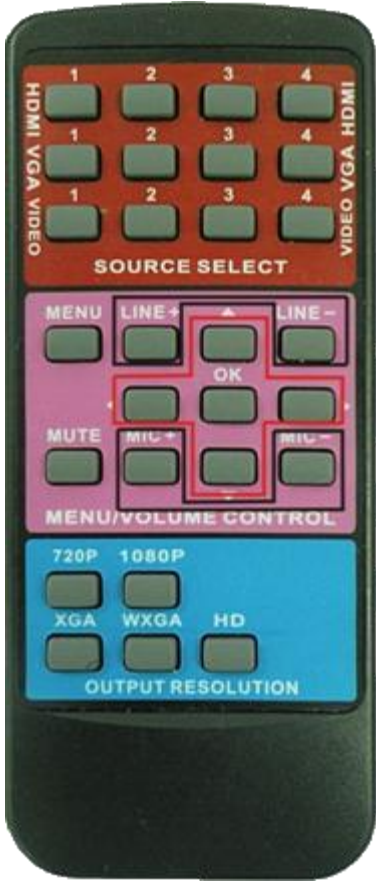 1 2 3 4
HDMI HDMI
1 2 3 4
VGA VGA
1 2 3 4
VIDEO VIDEO
SOURCE SELECT
MENU LINE+ LINE-
OK
MUTE MIC+ MIC-
MENU/VOLUME CONTROL
720P 1080P
XGA WXGA HD
OUTPUT RESOLUTION